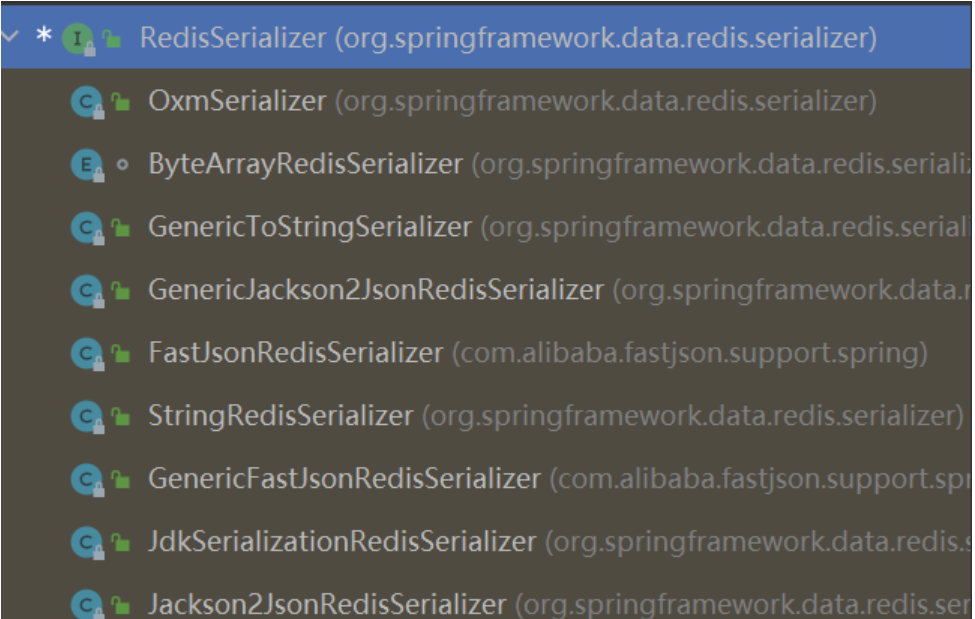 * I RedisSerializer (org.springframework.data.redis.serializer)
C OxmSerializer (org.springframework.data.redis.serializer)
E ByteArrayRedisSerializer (org.springframework.data.redis.seriali
C GenericToStringSerializer (org.springframework.data.redis.serial
C GenericJackson2JsonRedisSerializer (org.springframework.data.r
C FastJsonRedisSerializer (com.alibaba.fastjson.support.spring)
C StringRedisSerializer (org.springframework.data.redis.serializer)
C GenericFastJsonRedisSerializer (com.alibaba.fastjson.support.spr
C JdkSerializationRedisSerializer (org.springframework.data.redis.s
C Jackson2JsonRedisSerializer (org.springframework.data.redis.ser